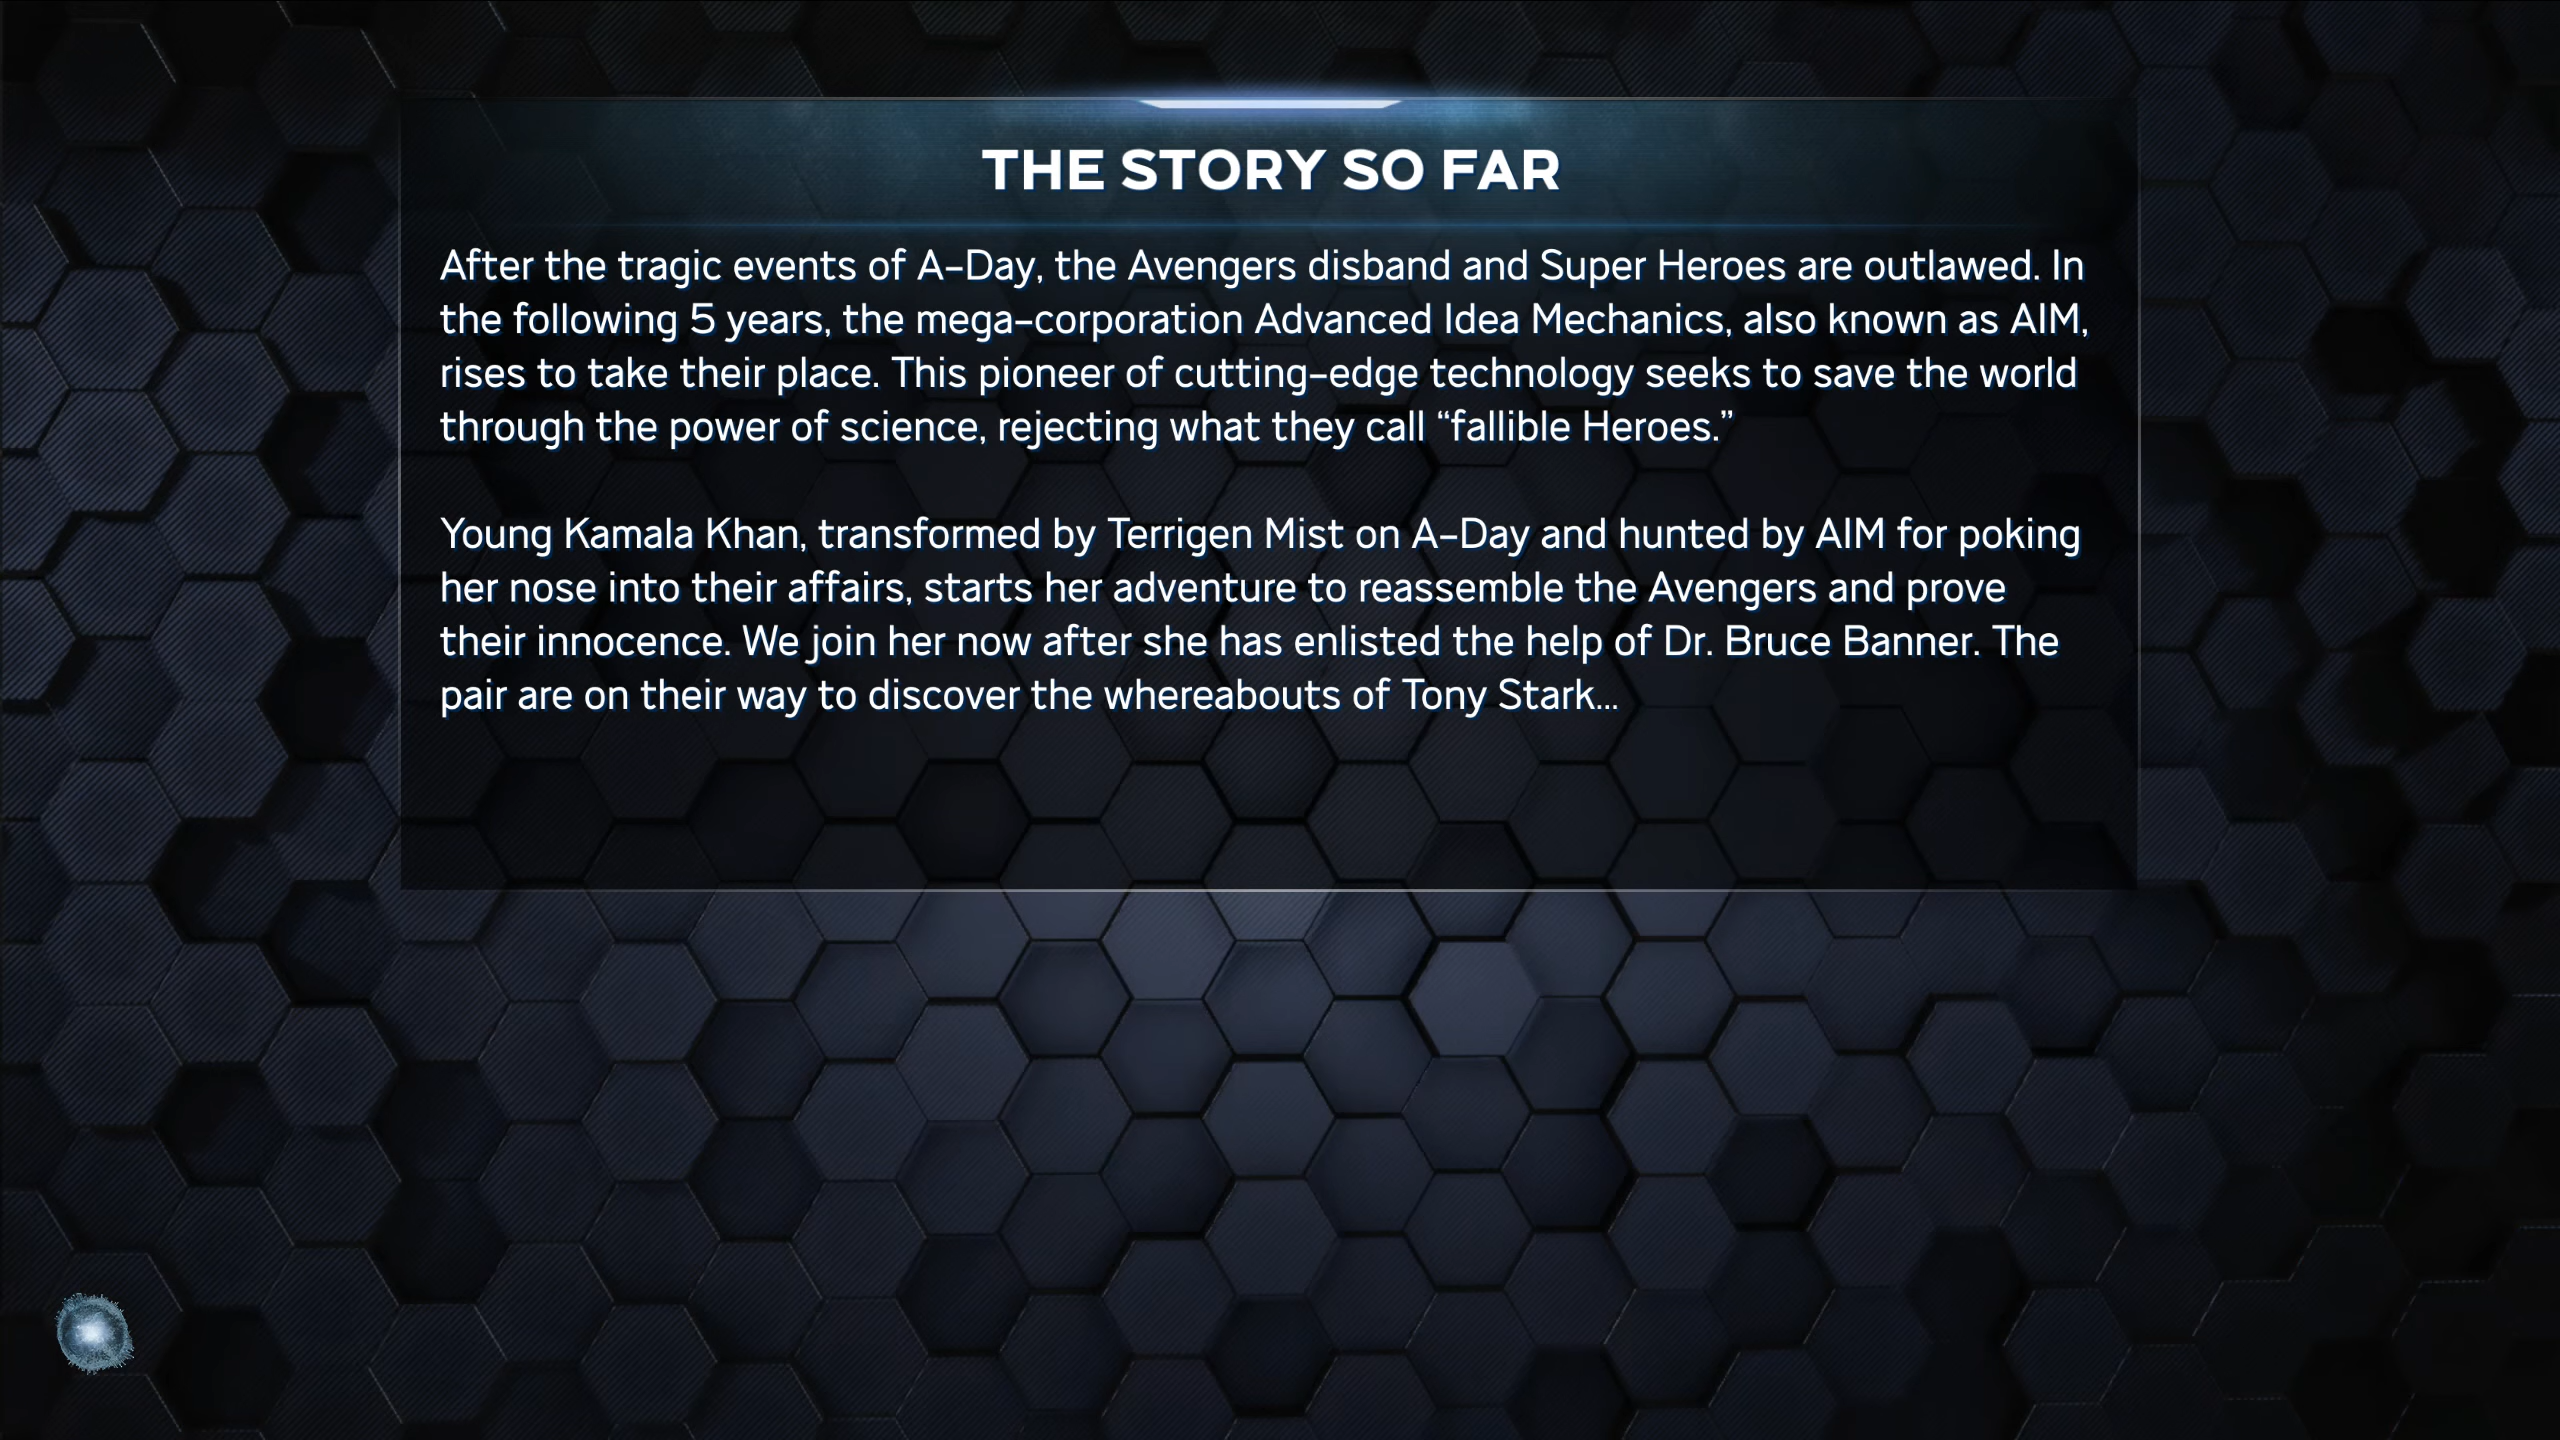 THE STORY SO FAR
After the tragic events of A-Day, the Avengers disband and Super Heroes are outlawed. In
the following 5 years, the mega-corporation Advanced Idea Mechanics, also known as AIM,
rises to take their place. This pioneer of cutting-edge technology seeks to save the world
through the power of science, rejecting what they call “fallible Heroes.”
Young Kamala Khan, transformed by Terrigen Mist on A-Day and hunted by AIM for poking
her nose into their affairs, starts her adventure to reassemble the Avengers and prove
their innocence. We join her now after she has enlisted the help of Dr. Bruce Banner. The
pair are on their way to discover the whereabouts of Tony Stark...